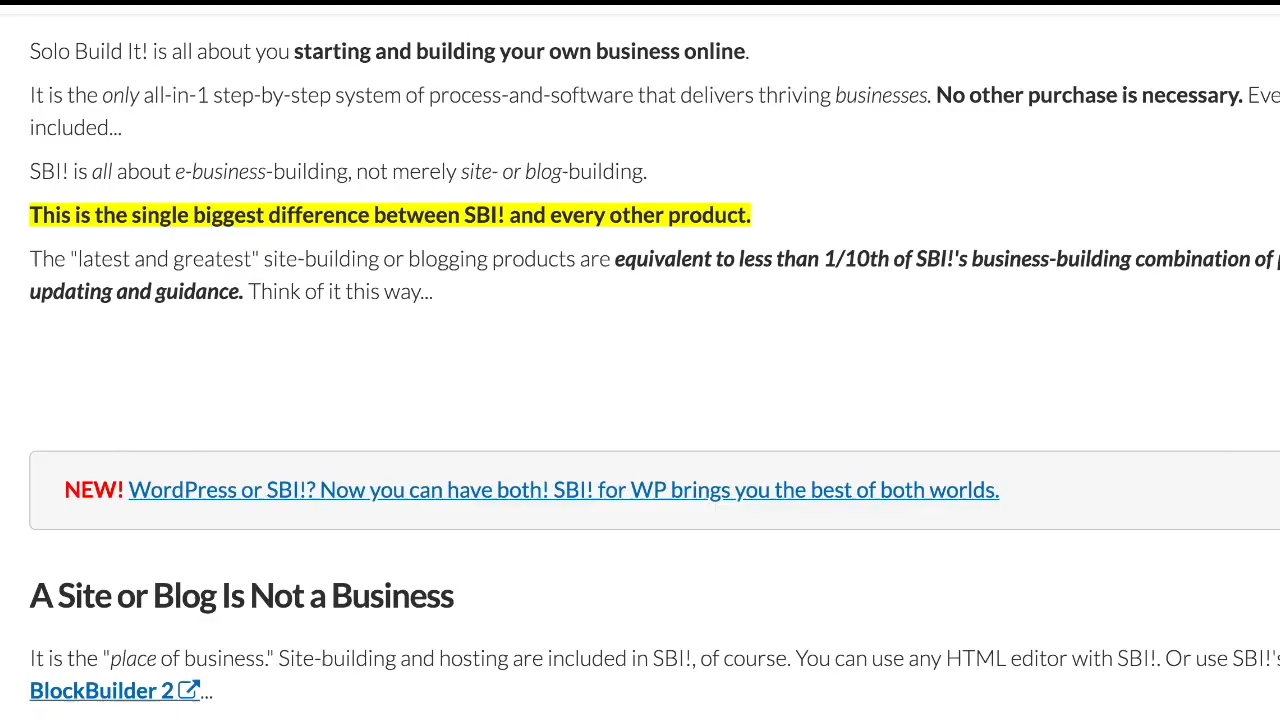 Solo Build It! is all about you starting and building your own business online.
It is the only all-in-1 step-by-step system of process-and-software that delivers thriving businesses. No other purchase is necessary.
included...
SBI! is all about e-business-building, not merely site- or blog-building.
This is the single biggest difference between SBI! and every other product.
The "latest and greatest" site-building or blogging products are equivalent to less than 1/10th of SBI!'s business-building combination of
updating and guidance. Think of it this way...
NEW! WordPress or SBI!? Now you can have both! SBI! for WP brings you the best of both worlds.
A Site or Blog Is Not a Business
It is the "place of business." Site-building and hosting are included in SBI!, of course. You can use any HTML editor with SBI!. Or use SBI!'s
BlockBuilder 2...